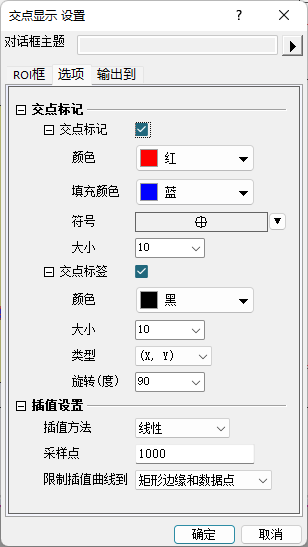 交点显示 设置 ?
对话框主题
ROI框 选项 输出到
交点标记
交点标记
颜色 红
填充颜色 蓝
符号
大小 10
交点标签
颜色 黑
大小 10
类型 (X, Y)
旋转(度) 90
插值设置
插值方法 线性
采样点 1000
限制插值曲线到 矩形边缘和数据点
确定 取消